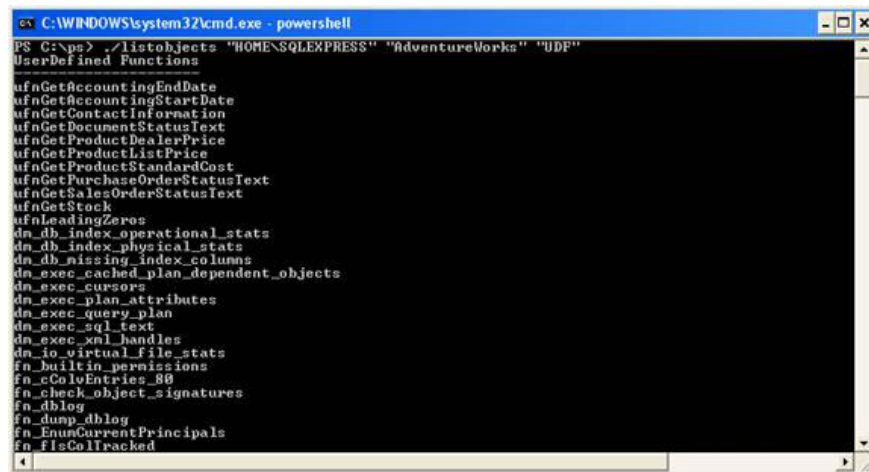 C:\WINDOWS\system32\cmd.exe - powershell
PS C:\ps> ./listobjects "HOME\SQLEXPRESS" "AdventureWorks" "UDF"
UserDefined Functions
---------------------
ufnGetAccountingEndDate
ufnGetAccountingStartDate
ufnGetContactInformation
ufnGetDocumentStatusText
ufnGetProductDealerPrice
ufnGetProductListPrice
ufnGetProductStandardCost
ufnGetPurchaseOrderStatusText
ufnGetSalesOrderStatusText
ufnGetStock
ufnLeadingZeros
dm_db_index_operational_stats
dm_db_index_physical_stats
dm_db_missing_index_columns
dm_exec_cached_plan_dependent_objects
dm_exec_cursors
dm_exec_plan_attributes
dm_exec_query_plan
dm_exec_sql_text
dm_exec_xml_handles
dm_io_virtual_file_stats
fn_builtin_permissions
fn_cColvEntries_80
fn_check_object_signatures
fn_dblog
fn_dump_dblog
fn_EnumCurrentPrincipals
fn_fIsColTracked